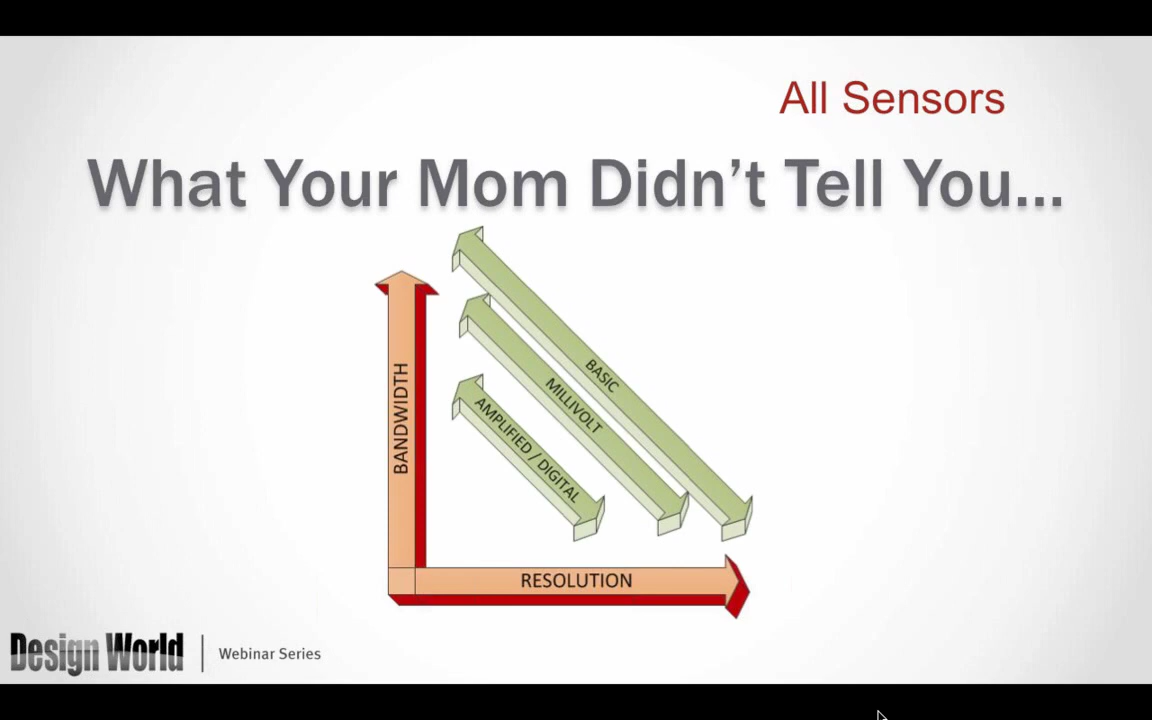 All Sensors
What Your Mom Didn't Tell You...
BASIC
MILLIVOLT
AMPLIFIED / DIGITAL
BANDWIDTH
RESOLUTION
Design World
Webinar Series